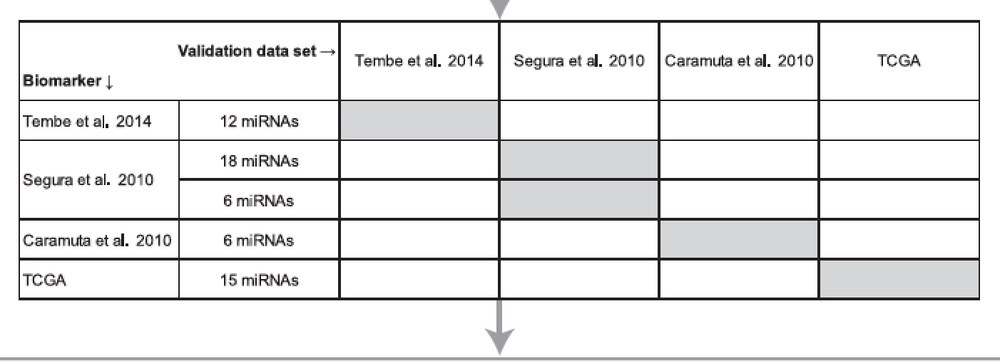 Validation data set →
Biomarker ↓
Tembe et al. 2014
Segura et al. 2010
Caramuta et al. 2010
TCGA
Tembe et al. 2014
12 miRNAs
Segura et al. 2010
18 miRNAs
6 miRNAs
Caramuta et al. 2010
6 miRNAs
TCGA
15 miRNAs